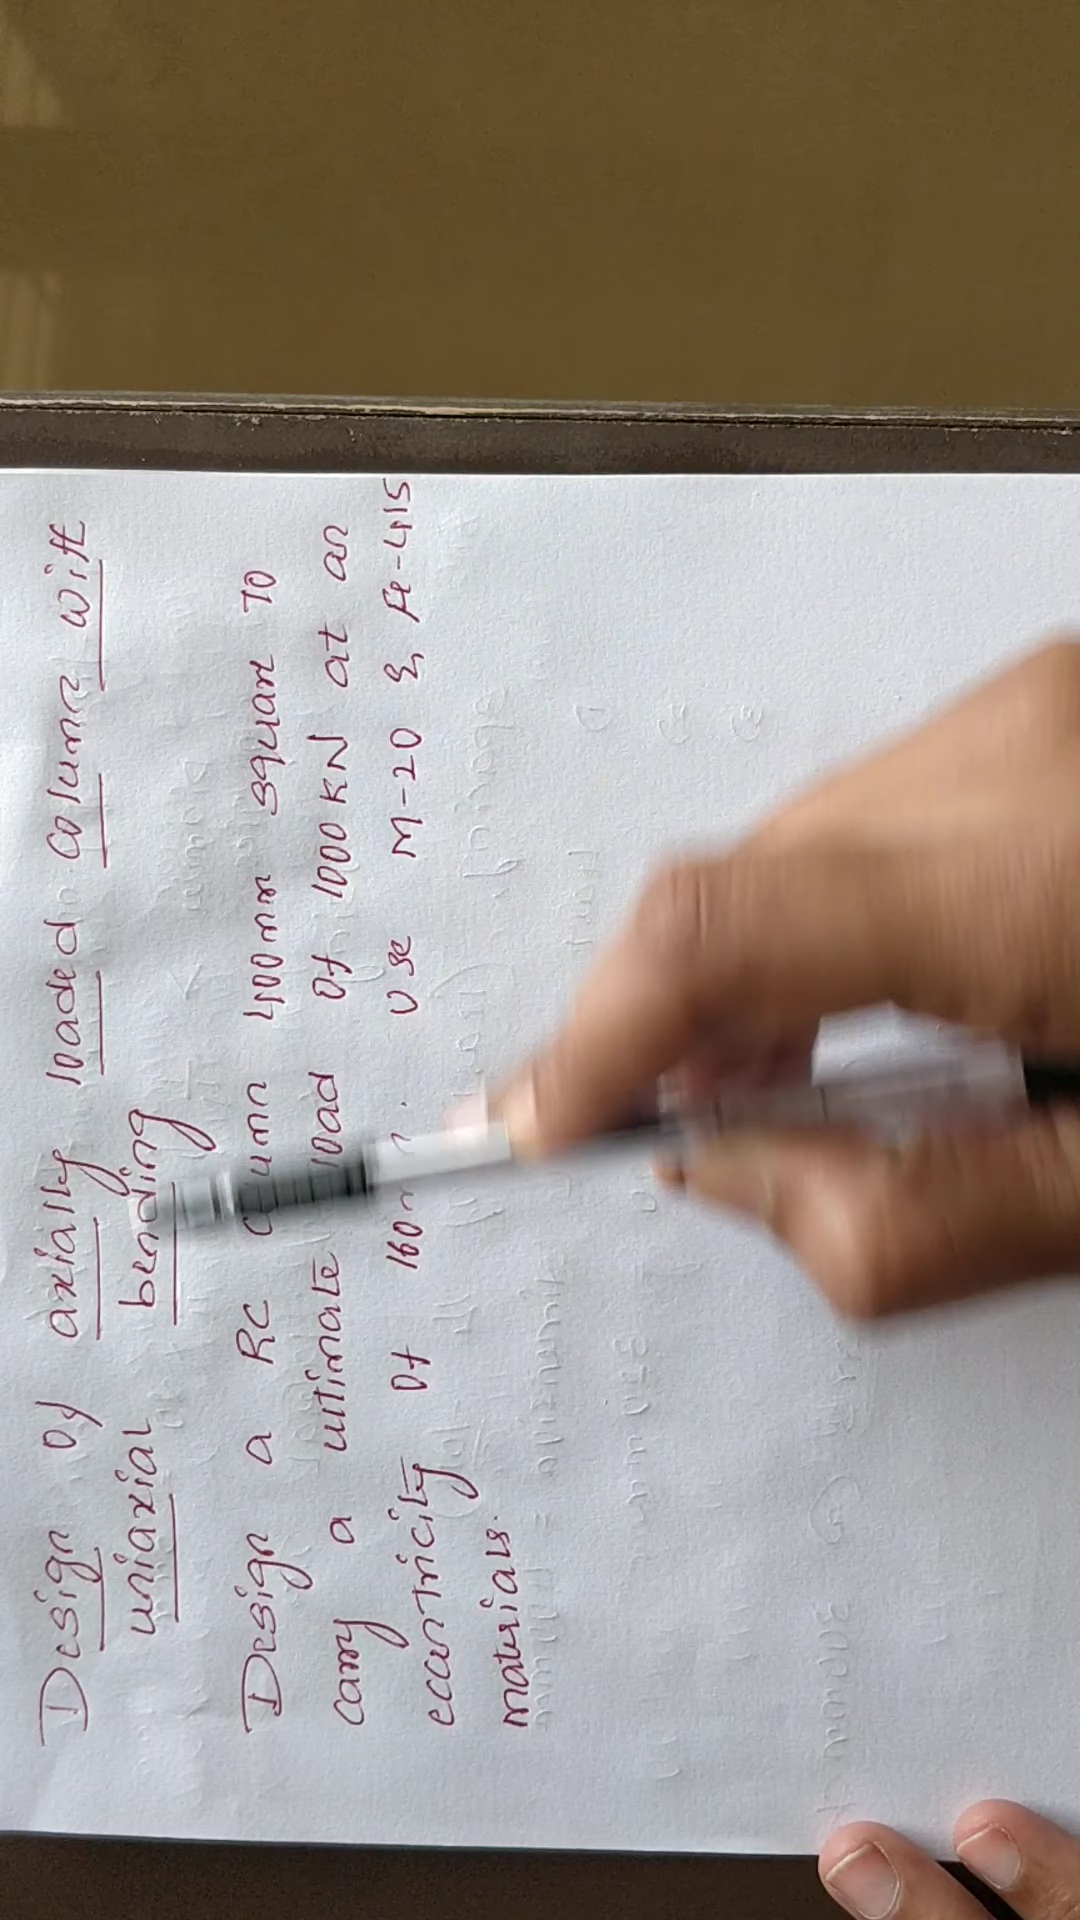 Design of axially loaded column with
uniaxial bending
Design a RC column 400mm square to
carry a ultimate load of 1000 kN at an
eccentricity of 160mm. Use M-20 & Fe-415
materials.